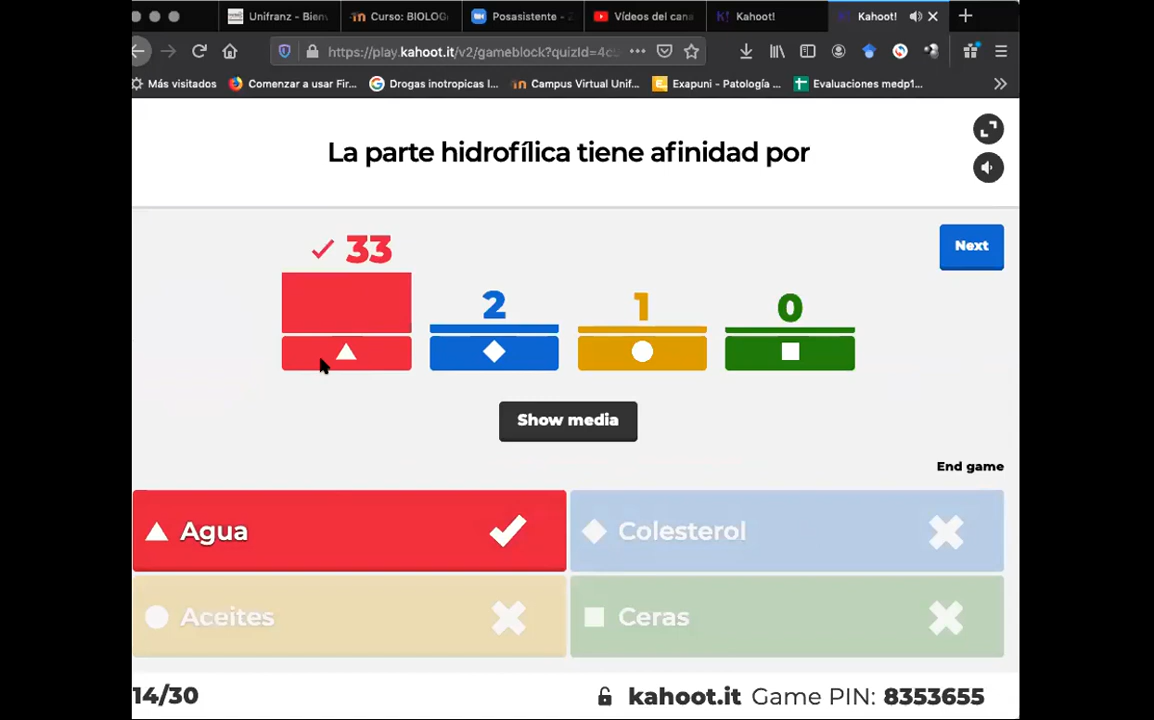 Unifranz - Bien
Curso: BIOLOG
Posasistente - Z
Vídeos del cana
Kahoot!
Kahoot!
https://play.kahoot.it/v2/gameblock?quizId=4c
Más visitados
Comenzar a usar Fir...
Drogas inotropicas l...
Campus Virtual Unif...
Exapuni - Patología ...
Evaluaciones medp1...
La parte hidrofílica tiene afinidad por
33
2
1
0
Next
Show media
End game
Agua
Colesterol
Aceites
Ceras
14/30
kahoot.it Game PIN: 8353655